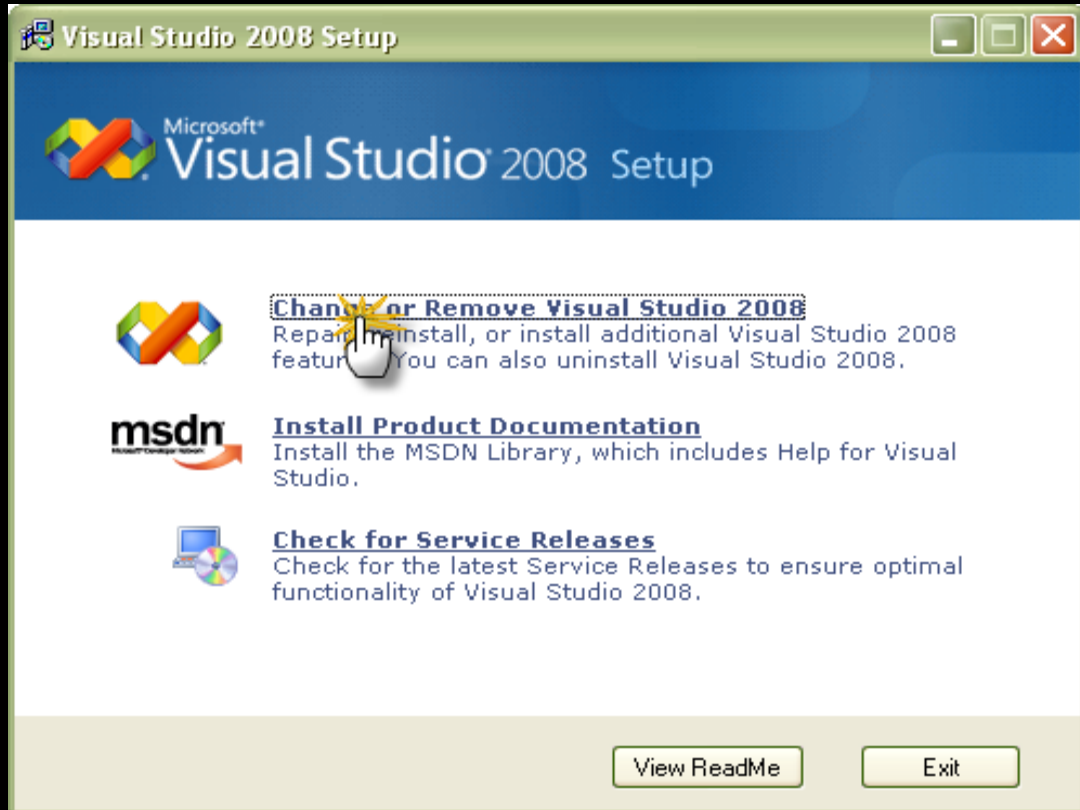 Visual Studio 2008 Setup
Microsoft®
Visual Studio® 2008 Setup
Change or Remove Visual Studio 2008
Repair, reinstall, or install additional Visual Studio 2008
features. You can also uninstall Visual Studio 2008.
msdn
Install Product Documentation
Install the MSDN Library, which includes Help for Visual
Studio.
Check for Service Releases
Check for the latest Service Releases to ensure optimal
functionality of Visual Studio 2008.
View ReadMe
Exit